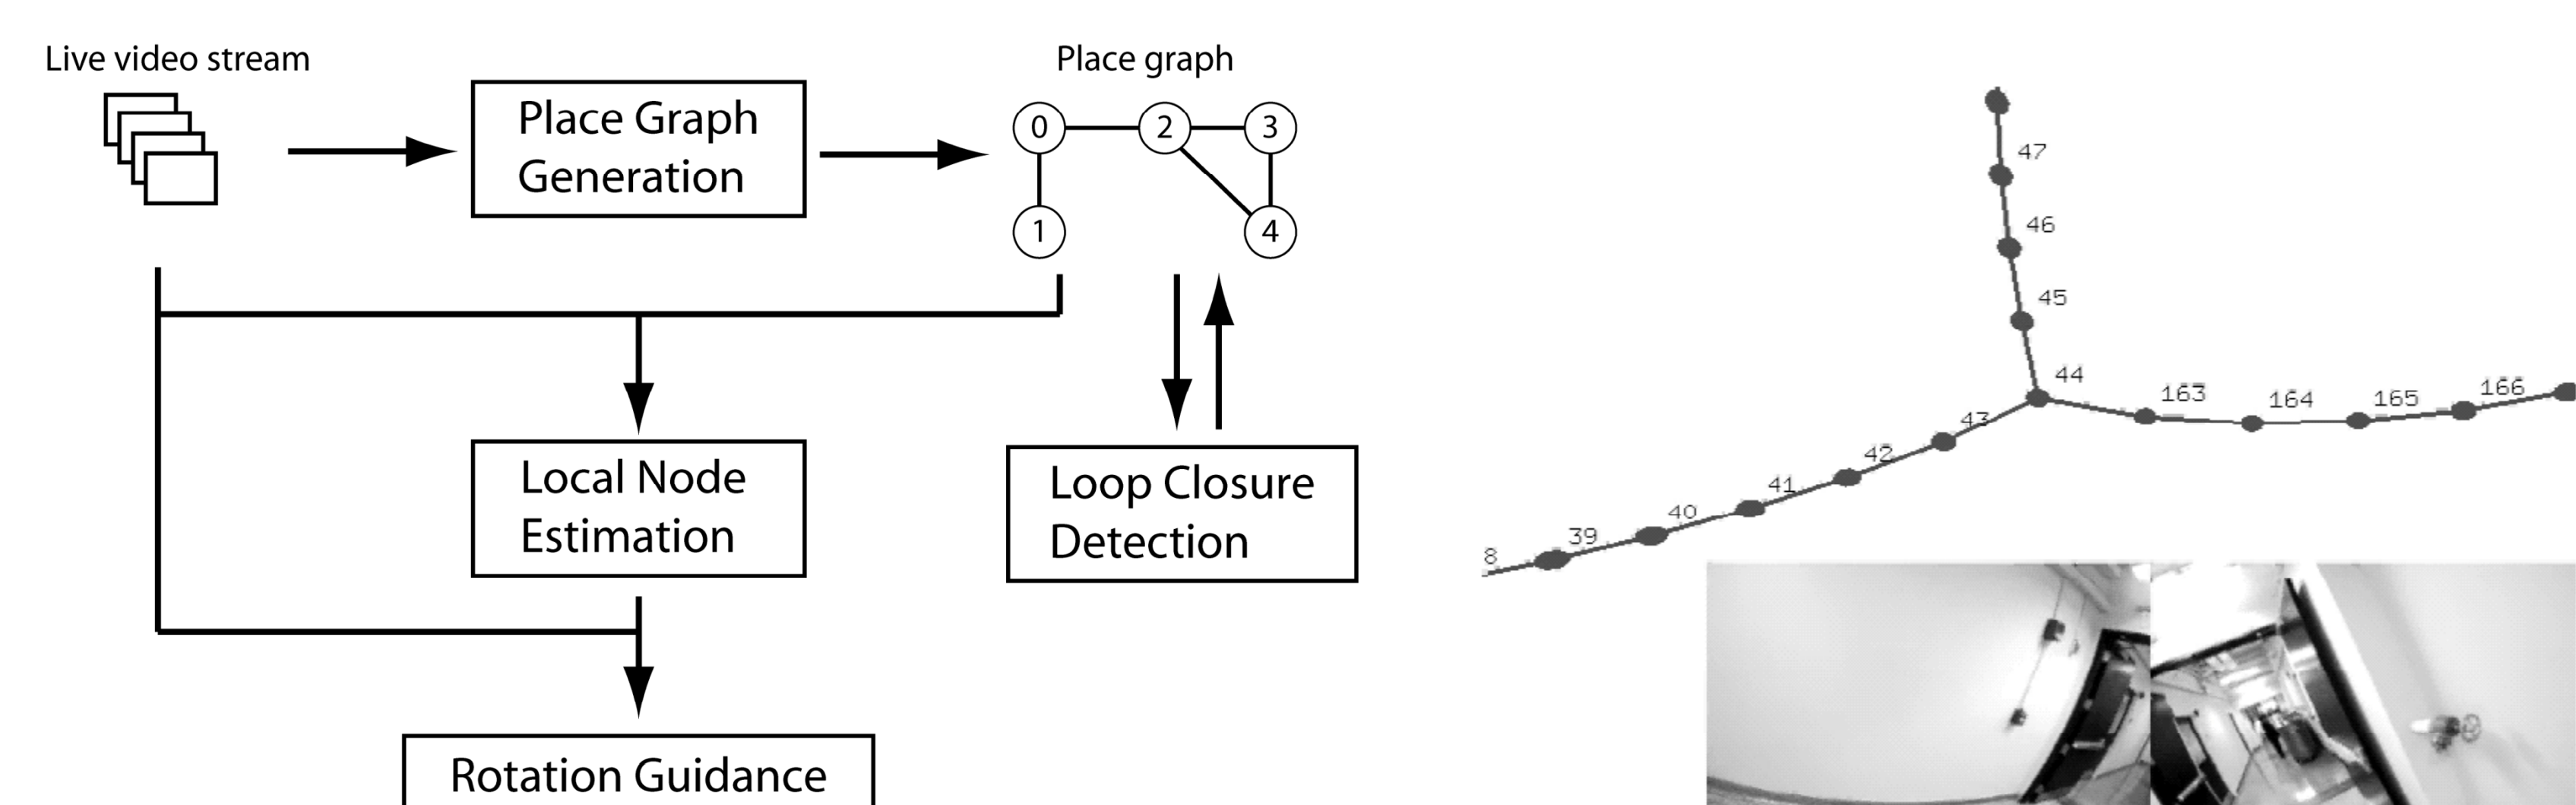 Live video stream
Place Graph
Generation
Place graph
0
2
3
1
4
Local Node
Estimation
Loop Closure
Detection
Rotation Guidance
47
46
45
44
163
164
165
166
43
42
41
40
39
8